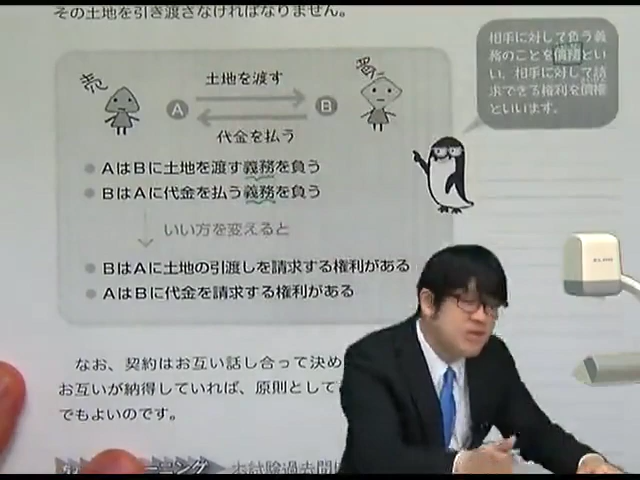 その土地を引き渡さなければなりません。
相手に対して負う義
務のことを債務とい
い、相手に対して請
求できる権利を債権
といいます。
売
買
土地を渡す
A
B
代金を払う
●AはBに土地を渡す義務を負う
●BはAに代金を払う義務を負う
いい方を変えると
●BはAに土地の引渡しを請求する権利がある
●AはBに代金を請求する権利がある
なお、契約はお互い話し合って決め
お互いが納得していれば、原則として
でもよいのです。
ーニング 本試験過去問